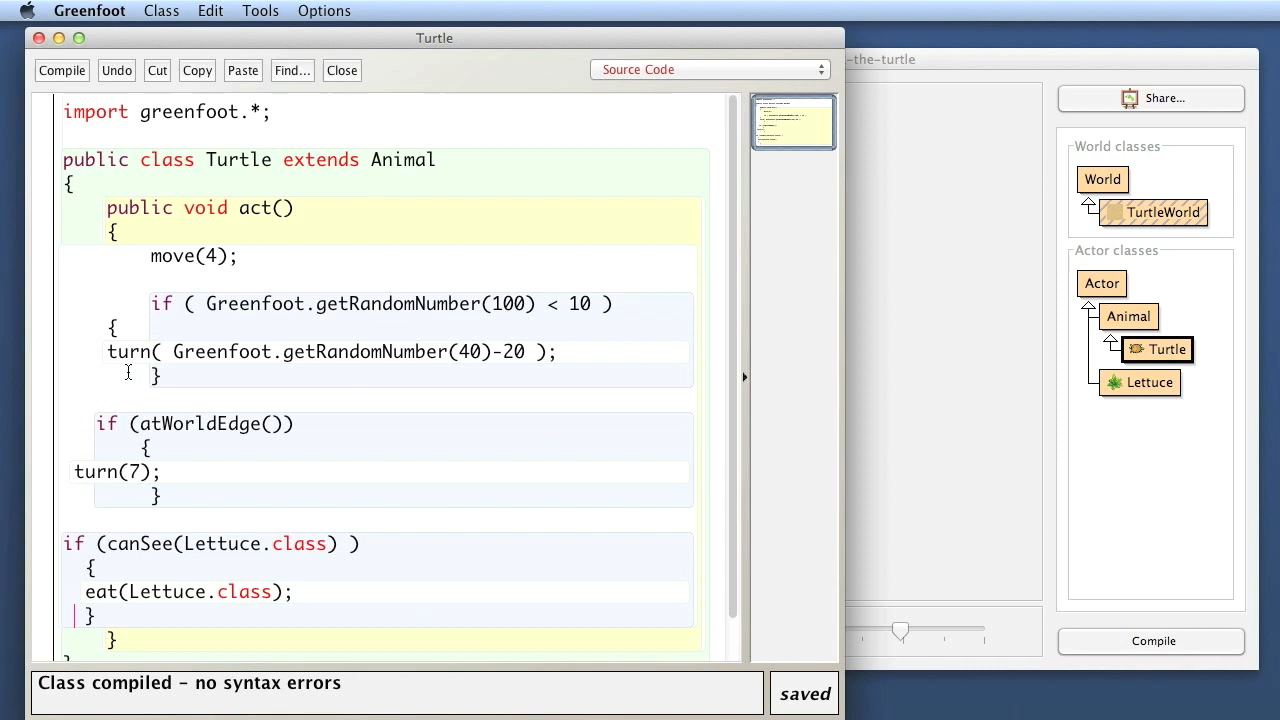 Greenfoot Class Edit Tools Options
Turtle
-the-turtle
Compile Undo Cut Copy Paste Find... Close Source Code
Share...
import greenfoot.*;
public class Turtle extends Animal
{
public void act()
{
move(4);
if ( Greenfoot.getRandomNumber(100) < 10 )
{
turn( Greenfoot.getRandomNumber(40)-20 );
}
if (atWorldEdge())
{
turn(7);
}
if (canSee(Lettuce.class) )
{
eat(Lettuce.class);
}
}
World classes
World
TurtleWorld
Actor classes
Actor
Animal
Turtle
Lettuce
Compile
Class compiled - no syntax errors
saved